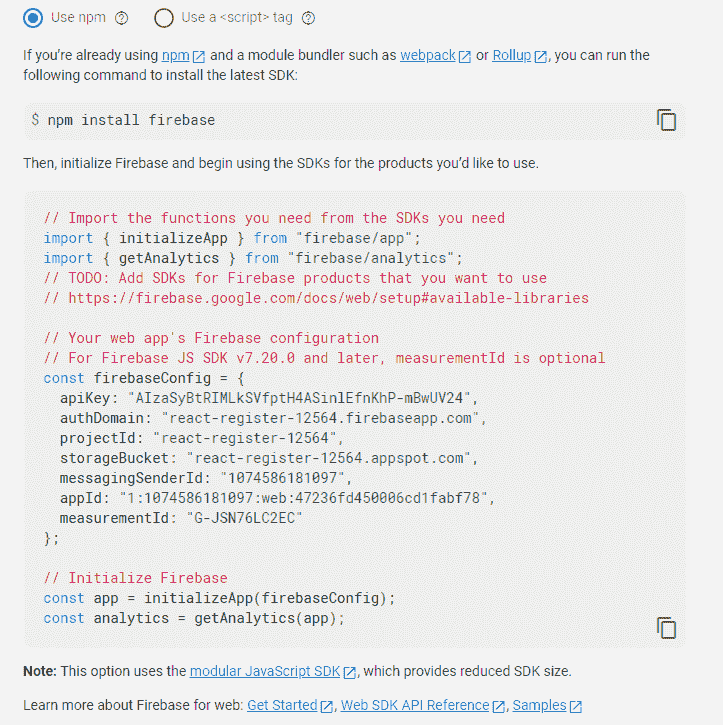 Use npm ? Use a <script> tag ?
If you're already using npm and a module bundler such as webpack or Rollup, you can run the
following command to install the latest SDK:
$ npm install firebase
Then, initialize Firebase and begin using the SDKs for the products you'd like to use.
// Import the functions you need from the SDKs you need
import { initializeApp } from "firebase/app";
import { getAnalytics } from "firebase/analytics";
// TODO: Add SDKs for Firebase products that you want to use
// https://firebase.google.com/docs/web/setup#available-libraries
// Your web app's Firebase configuration
// For Firebase JS SDK v7.20.0 and later, measurementId is optional
const firebaseConfig = {
apiKey: "AIzaSyBtRIMLkSVfptH4ASinlEfnKhP-mBwUV24",
authDomain: "react-register-12564.firebaseapp.com",
projectId: "react-register-12564",
storageBucket: "react-register-12564.appspot.com",
messagingSenderId: "1074586181097",
appId: "1:1074586181097:web:47236fd450006cd1fabf78",
measurementId: "G-JSN76LC2EC"
};
// Initialize Firebase
const app = initializeApp(firebaseConfig);
const analytics = getAnalytics(app);
Note: This option uses the modular JavaScript SDK, which provides reduced SDK size.
Learn more about Firebase for web: Get Started, Web SDK API Reference, Samples